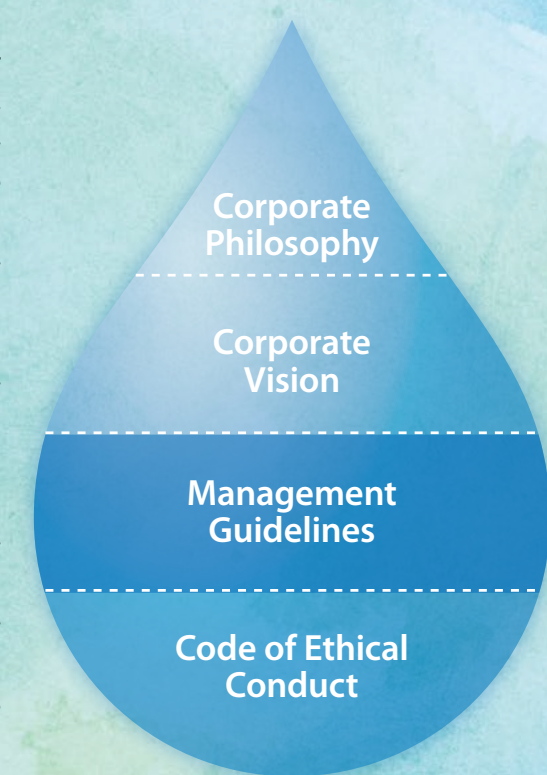 Corporate
Philosophy
Corporate
Vision
Management
Guidelines
Code of Ethical
Conduct